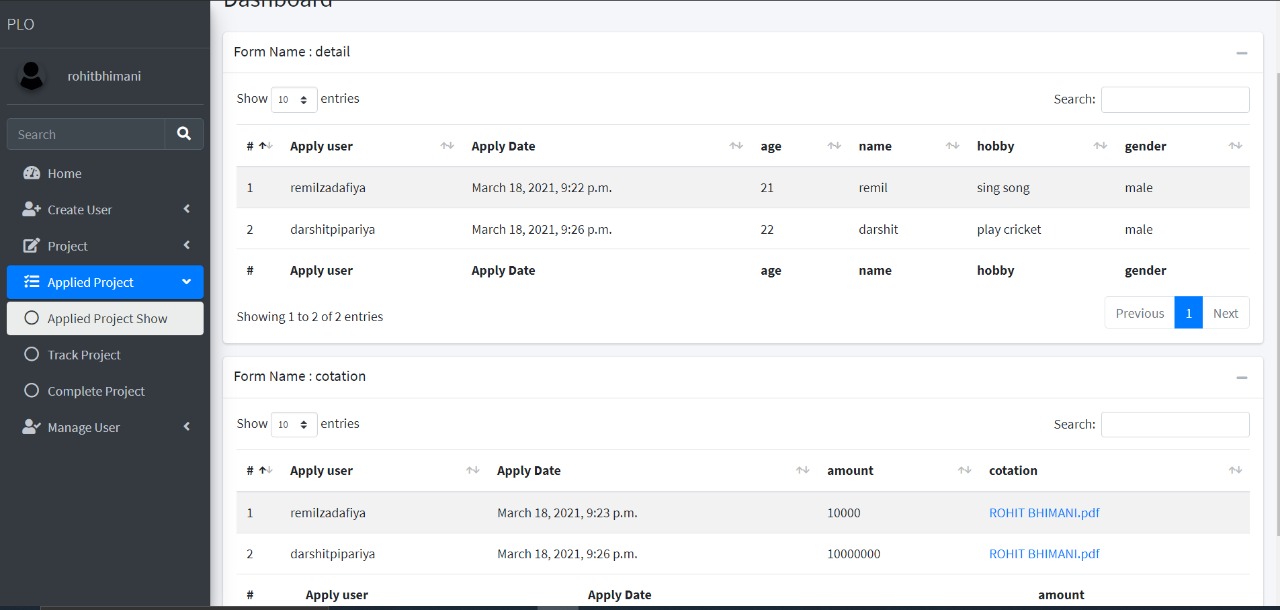 PLO
rohitbhimani
Search
Home
Create User
Project
Applied Project
Applied Project Show
Track Project
Complete Project
Manage User
Dashboard
Form Name : detail
Show 10 entries Search:
# Apply user Apply Date age name hobby gender
1 remilzadafiya March 18, 2021, 9:22 p.m. 21 remil sing song male
2 darshitpipariya March 18, 2021, 9:26 p.m. 22 darshit play cricket male
# Apply user Apply Date age name hobby gender
Showing 1 to 2 of 2 entries Previous 1 Next
Form Name : cotation
Show 10 entries Search:
# Apply user Apply Date amount cotation
1 remilzadafiya March 18, 2021, 9:23 p.m. 10000 ROHIT BHIMANI.pdf
2 darshitpipariya March 18, 2021, 9:26 p.m. 10000000 ROHIT BHIMANI.pdf
# Apply user Apply Date amount